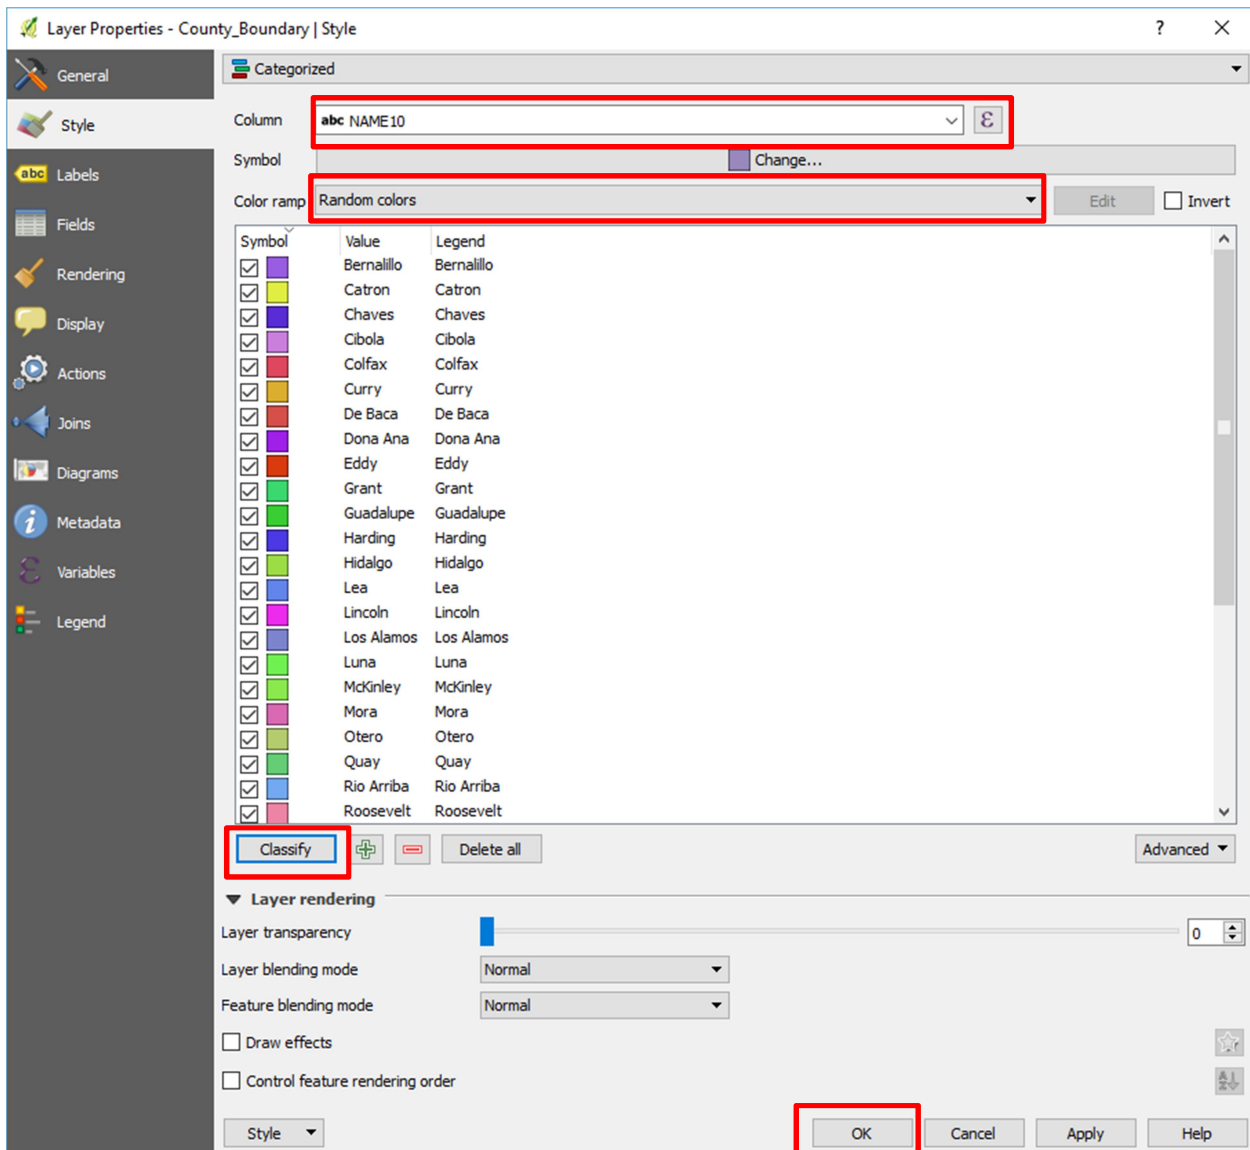 Layer Properties - County_Boundary | Style ?
General
Style
abc Labels
Fields
Rendering
Display
Actions
Joins
Diagrams
i Metadata
Variables
Legend
Categorized
Column abc NAME10 ε
Symbol Change...
Color ramp Random colors Edit Invert
Symbol Value Legend
Bernalillo Bernalillo
Catron Catron
Chaves Chaves
Cibola Cibola
Colfax Colfax
Curry Curry
De Baca De Baca
Dona Ana Dona Ana
Eddy Eddy
Grant Grant
Guadalupe Guadalupe
Harding Harding
Hidalgo Hidalgo
Lea Lea
Lincoln Lincoln
Los Alamos Los Alamos
Luna Luna
McKinley McKinley
Mora Mora
Otero Otero
Quay Quay
Rio Arriba Rio Arriba
Roosevelt Roosevelt
Classify Delete all Advanced
Layer rendering
Layer transparency 0
Layer blending mode Normal
Feature blending mode Normal
Draw effects
Control feature rendering order
Style OK Cancel Apply Help